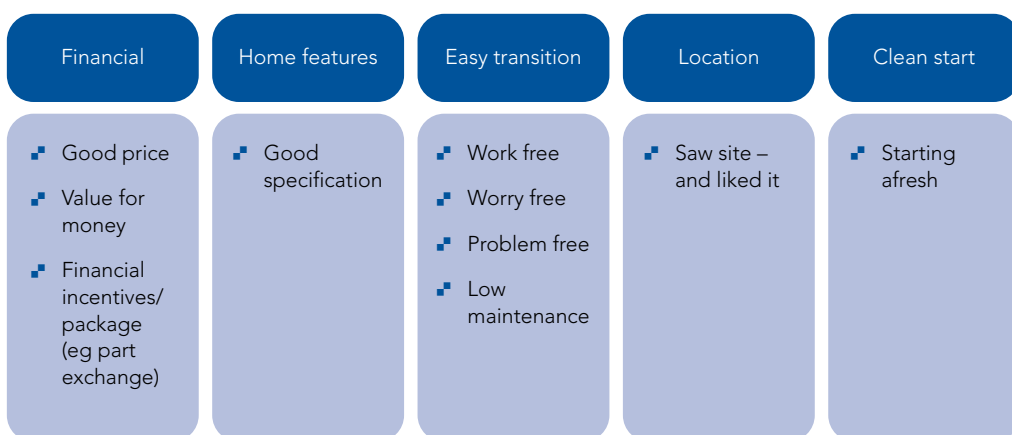 Financial
Good price
Value for
money
Financial
incentives/
package
(eg part
exchange)
Home features
Good
specification
Easy transition
Work free
Worry free
Problem free
Low
maintenance
Location
Saw site –
and liked it
Clean start
Starting
afresh